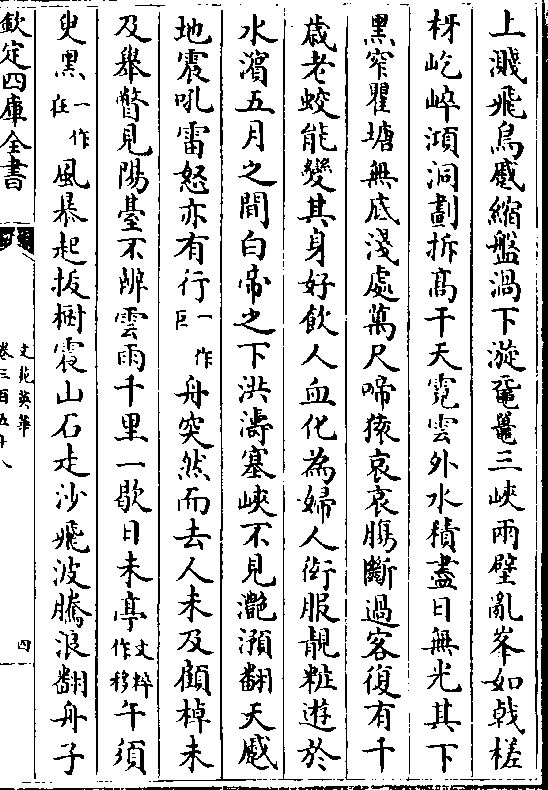 上濺飛鳥蹙縮盤渦下漩黿鼉三峽兩壁亂峯如戟槎
枒屹崒澒洞劃拆高干天霓雲外水積盡日無光其下
黑窄瞿塘無底淺處萬尺啼猿哀哀腸斷過客復有千
歲老蛟能變其身好飲人血化為婦人衒服靚粧遊於
水濱五月之間白帝之下洪濤塞峽不見灔澦翻天蹙
地震吼雷怒亦有行一作巨舟突然而去人未及顧棹未
及舉瞥見陽臺不辨雲雨千里一歇日未亭文粹作移午須
臾黑一作在風暴起拔樹震山石走沙飛波騰浪翻舟子
欽定四庫全書
文苑英華
卷三百五十八
四